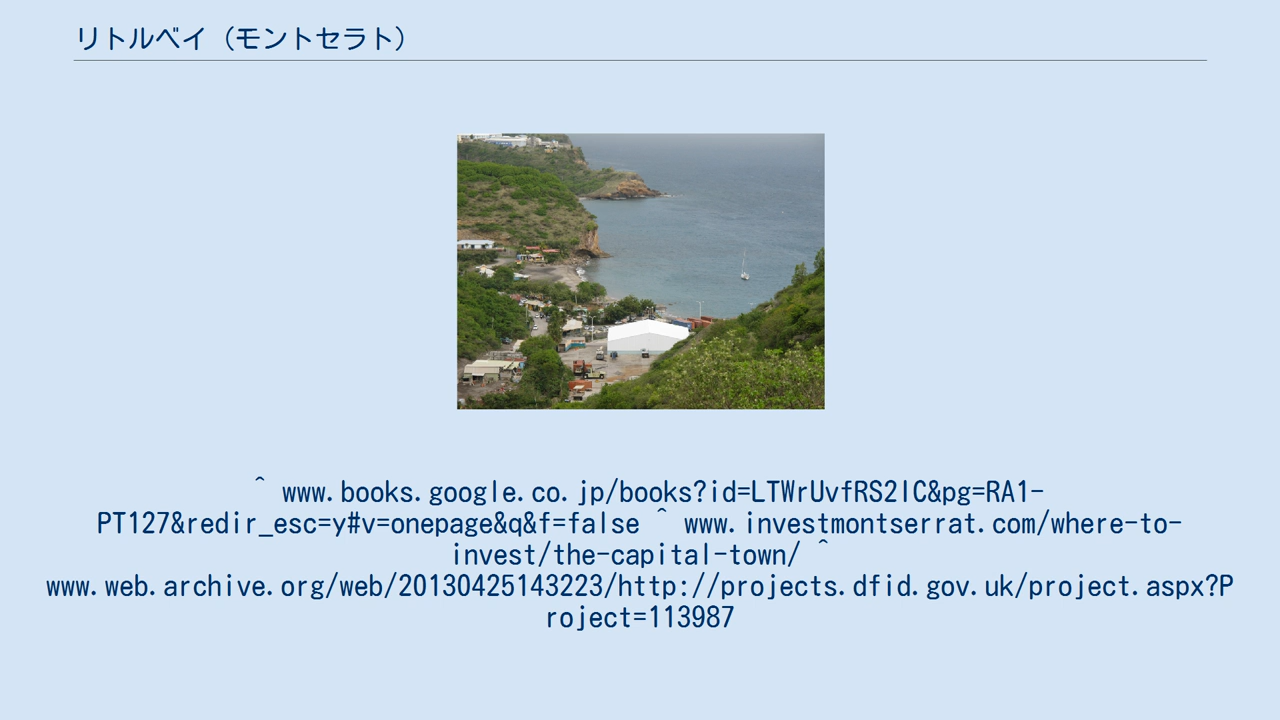 リトルベイ（モントセラト）
^ www.books.google.co.jp/books?id=LTWrUvfRS2IC&pg=RA1-
PT127&redir_esc=y#v=onepage&q&f=false ^ www.investmontserrat.com/where-to-
invest/the-capital-town/ ^
www.web.archive.org/web/20130425143223/http://projects.dfid.gov.uk/project.aspx?P
roject=113987